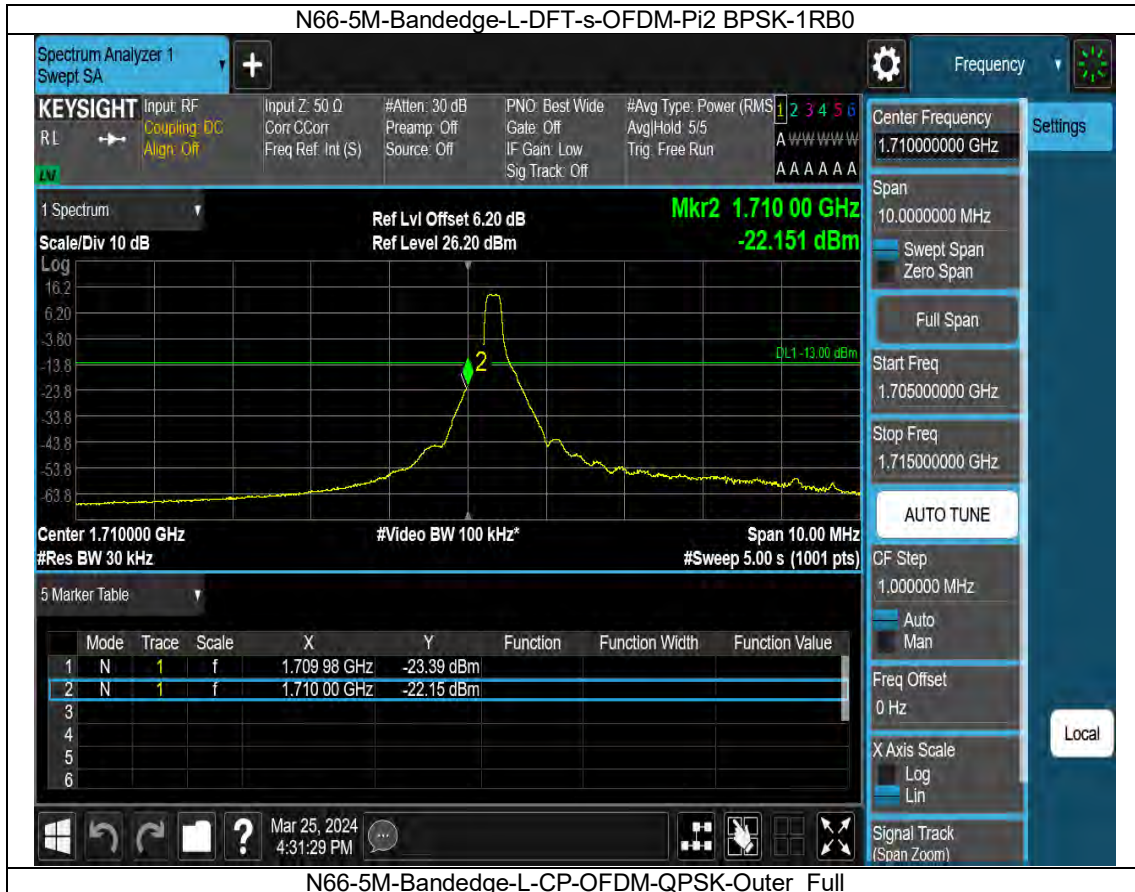 N66-5M-Bandedge-L-DFT-s-OFDM-Pi2 BPSK-1RB0
Spectrum Analyzer 1
Swept SA
+
Frequency
KEYSIGHT
RL
Input: RF
Coupling: DC
Align: Off
Input Z: 50 Ω
Corr CCorr
Freq Ref: Int (S)
#Atten: 30 dB
Preamp: Off
Source: Off
PNO: Best Wide
Gate: Off
IF Gain: Low
Sig Track: Off
#Avg Type: Power (RMS
Avg|Hold: 5/5
Trig: Free Run
1 2 3 4 5 6
A W W W W W
A A A A A A
1 Spectrum
Scale/Div 10 dB
Ref Lvl Offset 6.20 dB
Ref Level 26.20 dBm
Mkr2 1.710 00 GHz
-22.151 dBm
Log
16.2
6.20
-3.80
-13.8
-23.8
-33.8
-43.8
-53.8
-63.8
2
DL1 -13.00 dBm
Center 1.710000 GHz
#Res BW 30 kHz
#Video BW 100 kHz*
Span 10.00 MHz
#Sweep 5.00 s (1001 pts)
5 Marker Table
Mode Trace Scale X Y Function Function Width Function Value
1 N 1 f 1.709 98 GHz -23.39 dBm
2 N 1 f 1.710 00 GHz -22.15 dBm
3
4
5
6
Mar 25, 2024
4:31:29 PM
?
Center Frequency
1.710000000 GHz
Settings
Span
10.0000000 MHz
Swept Span
Zero Span
Full Span
Start Freq
1.705000000 GHz
Stop Freq
1.715000000 GHz
AUTO TUNE
CF Step
1.000000 MHz
Auto
Man
Freq Offset
0 Hz
X Axis Scale
Log
Lin
Local
Signal Track
(Span Zoom)
N66-5M-Bandedge-L-CP-OFDM-QPSK-Outer_Full